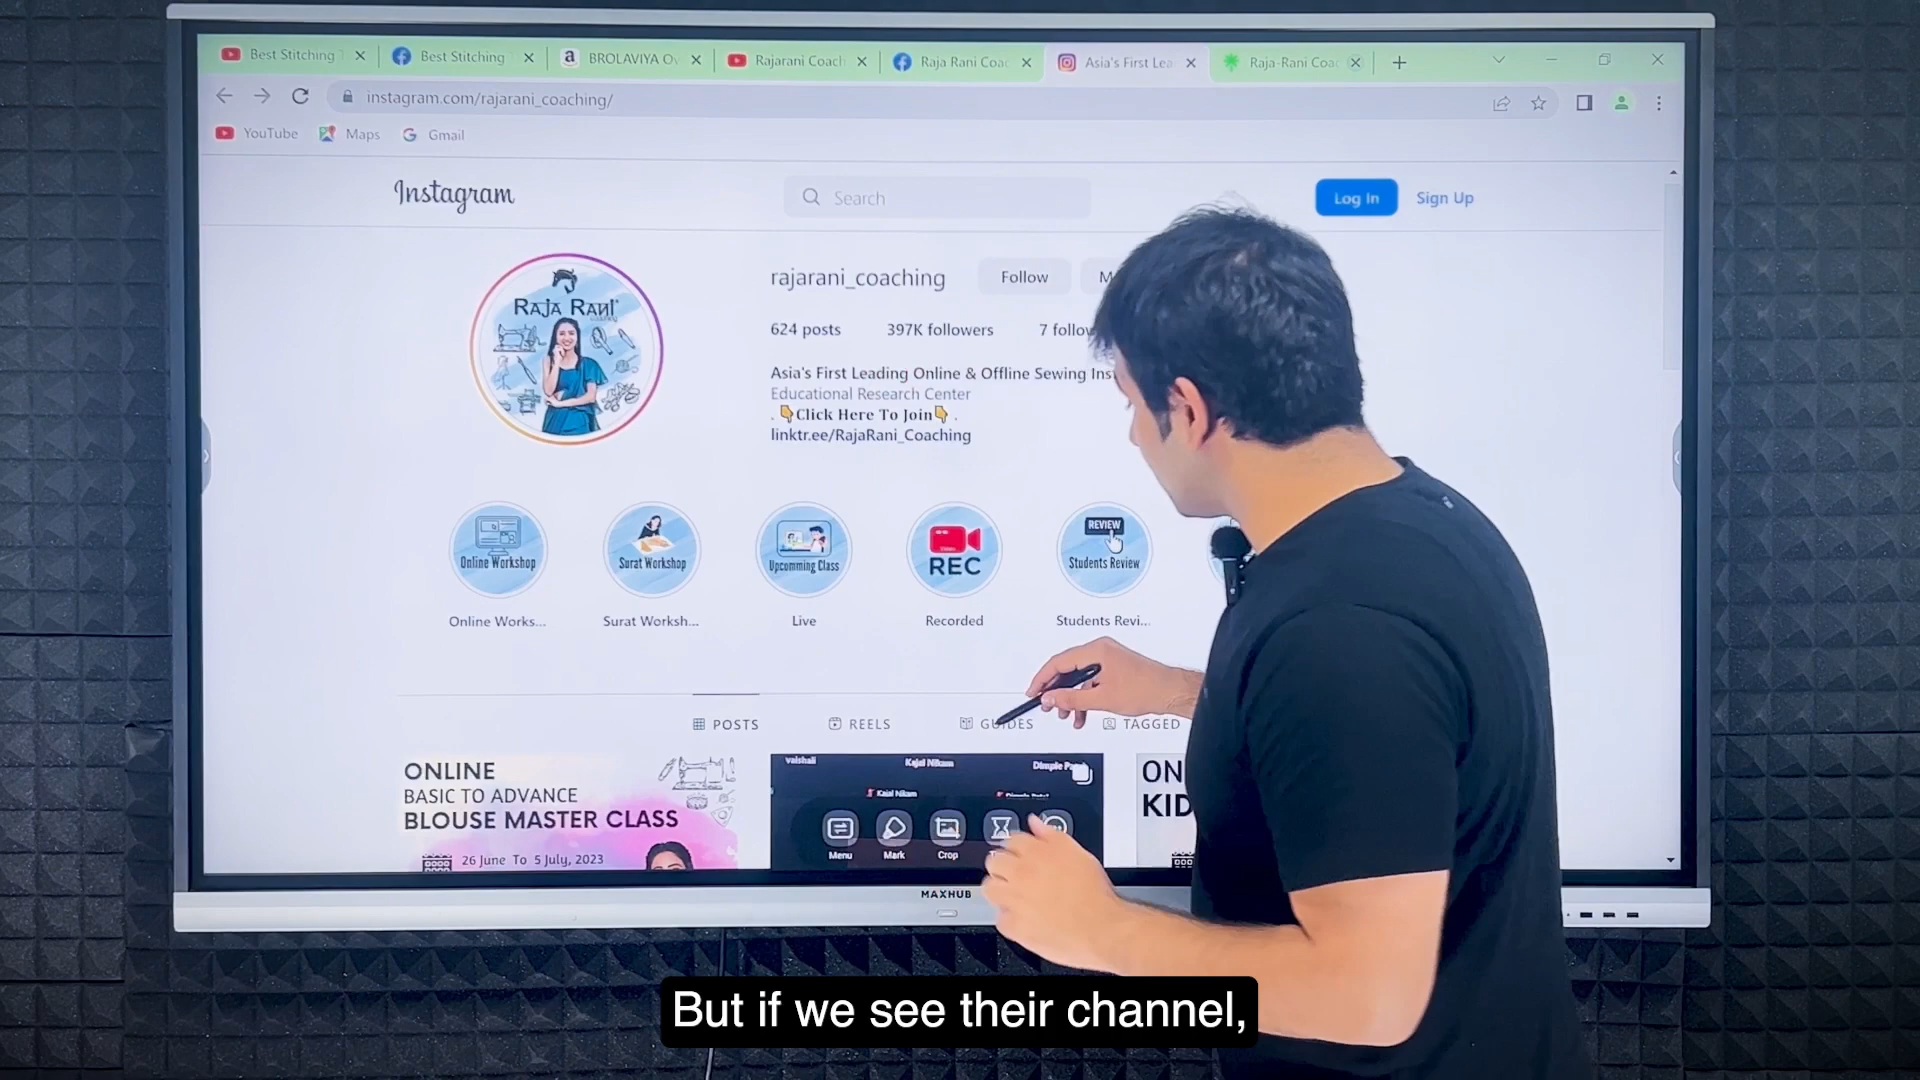 Best Stitching
Best Stitching
BROLAVIYA Ov
Rajarani Coach
Raja Rani Coac
Asia's First Lea
Raja-Rani Coac
instagram.com/rajarani_coaching/
YouTube
Maps
Gmail
Instagram
Search
Log In
Sign Up
RAJA RANI
rajarani_coaching
Follow
624 posts
397K followers
7 follow
Asia's First Leading Online & Offline Sewing Ins
Educational Research Center
. 👇Click Here To Join👇 .
linktr.ee/RajaRani_Coaching
Online Workshop
Surat Workshop
Upcomming Class
REC
REVIEW
Students Review
Online Works...
Surat Worksh...
Live
Recorded
Students Revi...
POSTS
REELS
GUIDES
TAGGED
ONLINE
BASIC TO ADVANCE
BLOUSE MASTER CLASS
26 June To 5 July, 2023
vaishali
Kajal Nikam
Kajal Nikam
Menu
Mark
Crop
ON
KID
MAXHUB
But if we see their channel,